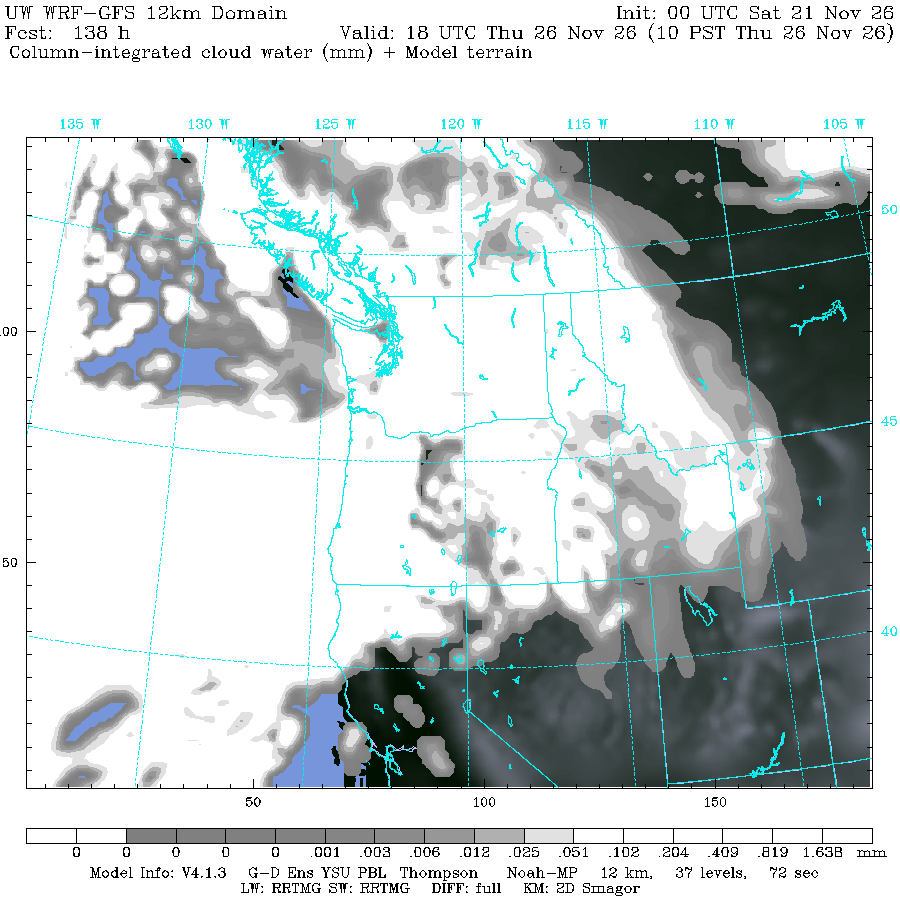 UW WRF-GFS 12km Domain Init: 00 UTC Sat 21 Nov 26
Fcst: 138 h Valid: 18 UTC Thu 26 Nov 26 (10 PST Thu 26 Nov 26)
Column-integrated cloud water (mm) + Model terrain
135 W 130 W 125 W 120 W 115 W 110 W 105 W
50
00
45
50
40
50 100 150
0 0 0 0 .001 .003 .006 .012 .025 .051 .102 .204 .409 .819 1.638 mm
Model Info: V4.1.3 G-D Ens YSU PBL Thompson Noah-MP 12 km, 37 levels, 72 sec
LW: RRTMG SW: RRTMG DIFF: full KM: 2D Smagor